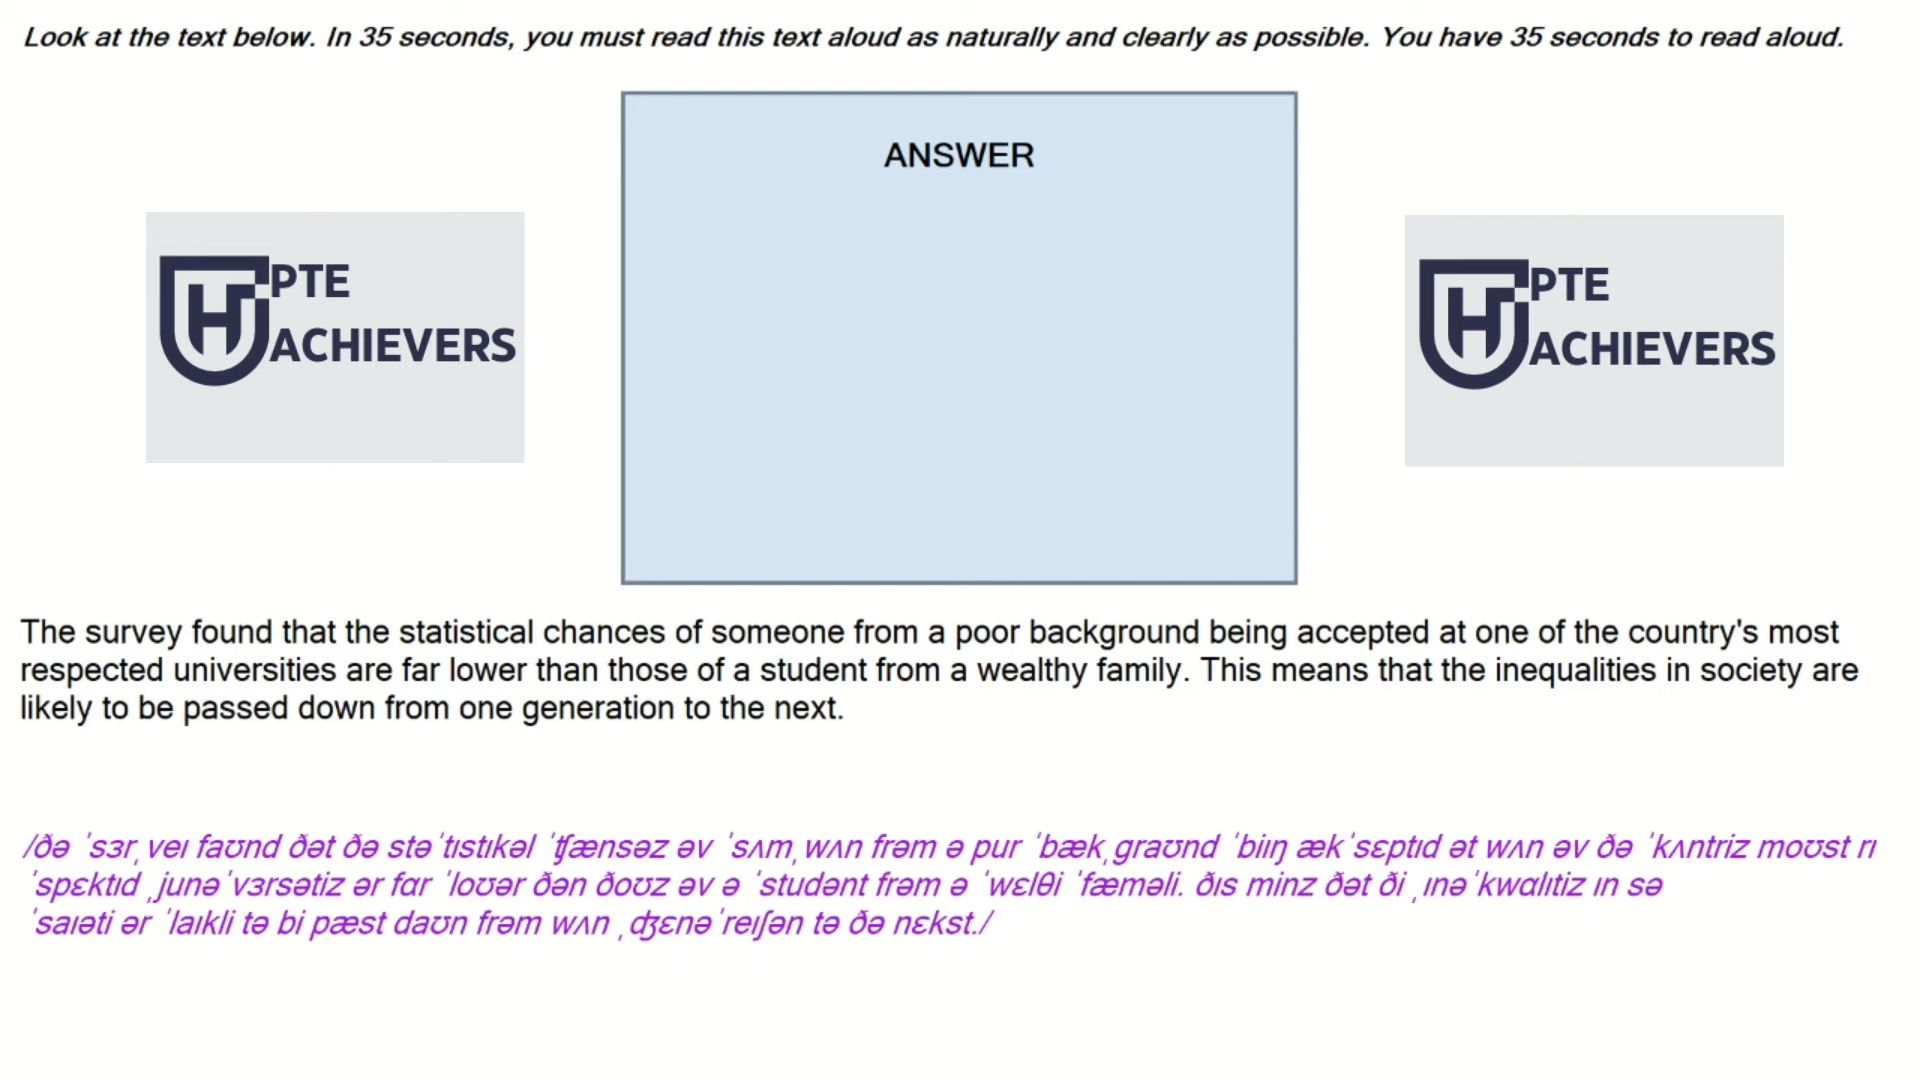 Look at the text below. In 35 seconds, you must read this text aloud as naturally and clearly as possible. You have 35 seconds to read aloud.
ANSWER
PTE
ACHIEVERS
PTE
ACHIEVERS
The survey found that the statistical chances of someone from a poor background being accepted at one of the country's most
respected universities are far lower than those of a student from a wealthy family. This means that the inequalities in society are
likely to be passed down from one generation to the next.
/ðə ˈsɜrˌveɪ faʊnd ðət ðə stəˈtɪstɪkəl ˈʧænsəz əv ˈsʌmˌwʌn frəm ə pur ˈbækˌgraʊnd ˈbiɪŋ ækˈsɛptɪd ət wʌn əv ðə ˈkʌntriz moʊst rɪ
ˈspɛktɪd ˌjunəˈvɜrsətiz ər fɑr ˈloʊər ðən ðoʊz əv ə ˈstudənt frəm ə ˈwɛlθi ˈfæməli. ðɪs minz ðət ði ˌɪnəˈkwɑlɪtiz ɪn sə
ˈsaɪəti ər ˈlaɪkli tə bi pæst daʊn frəm wʌn ˌʤɛnəˈreɪʃən tə ðə nɛkst./